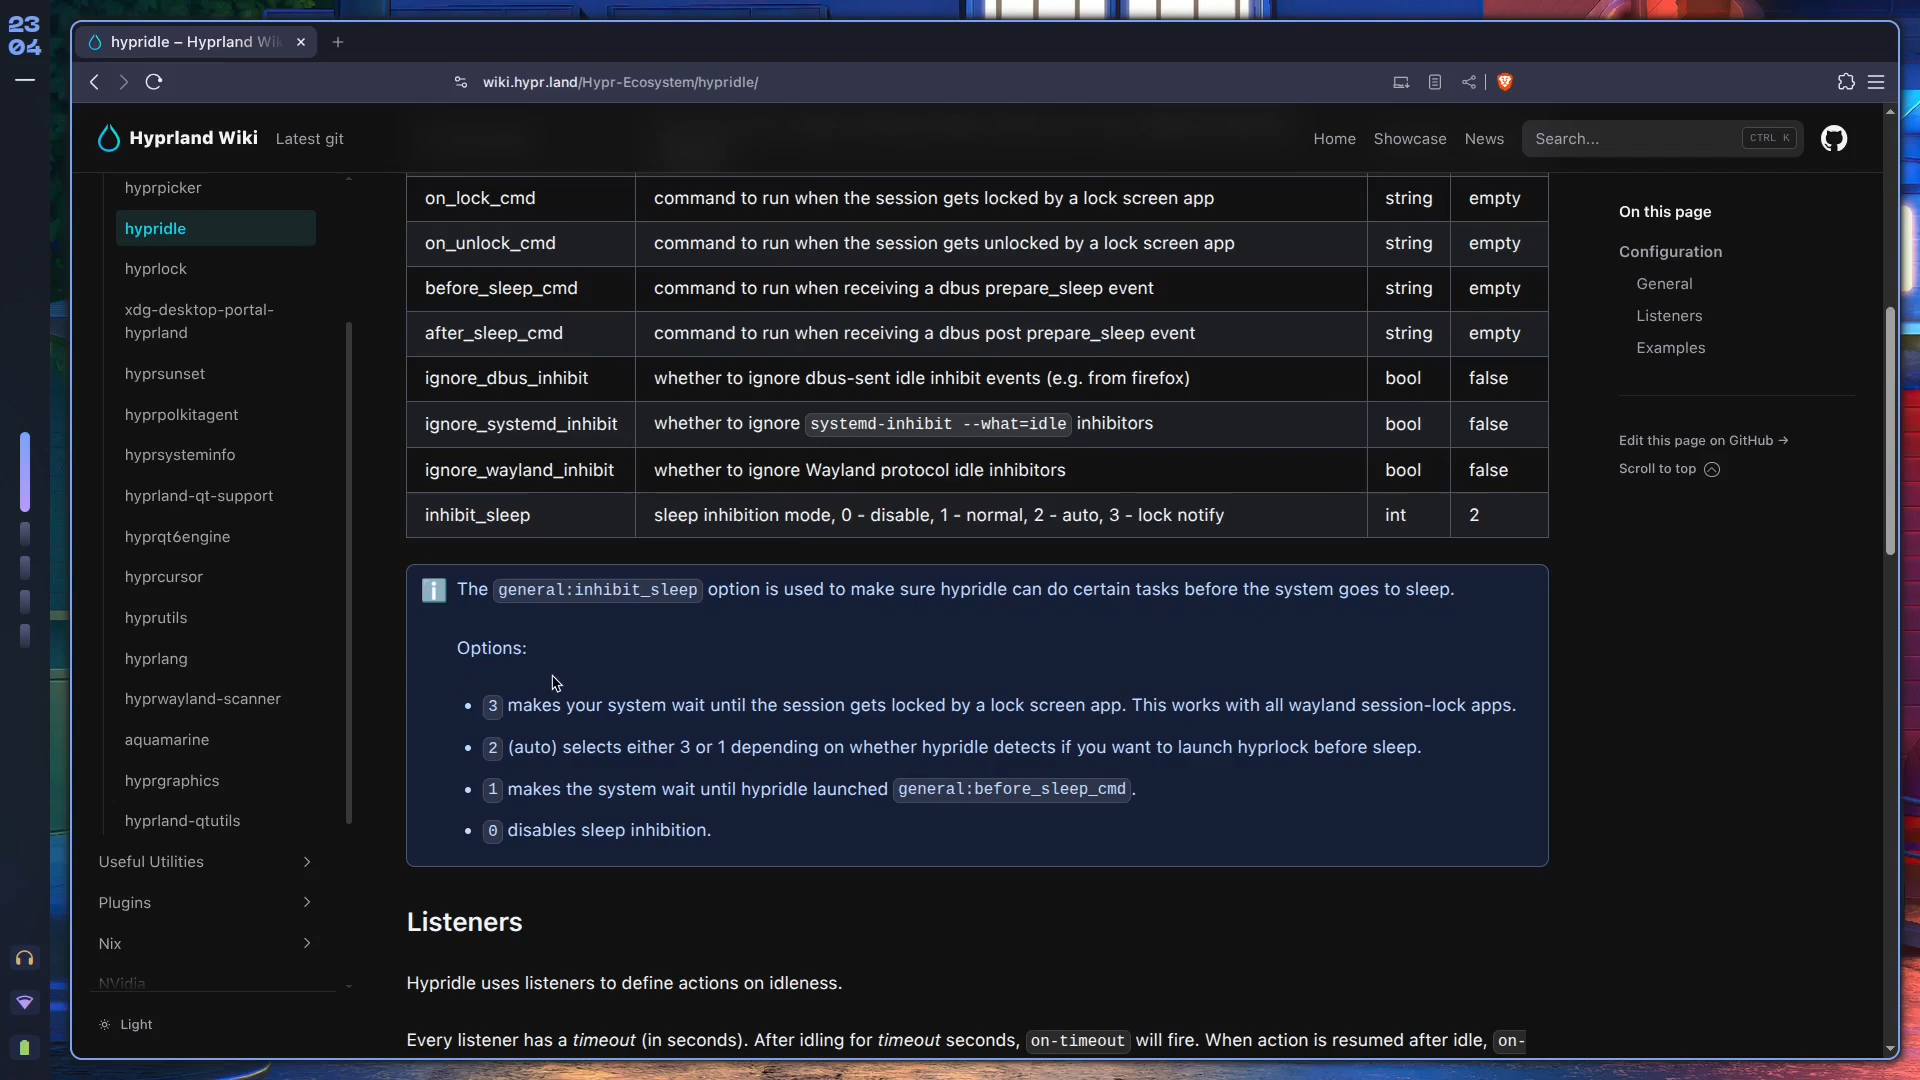 23
04
hypridle – Hyprland Wi
wiki.hypr.land/Hypr-Ecosystem/hypridle/
Hyprland Wiki Latest git
Home Showcase News Search... CTRL K
hyprpicker
hypridle
hyprlock
xdg-desktop-portal-
hyprland
hyprsunset
hyprpolkitagent
hyprsysteminfo
hyprland-qt-support
hyprqt6engine
hyprcursor
hyprutils
hyprlang
hyprwayland-scanner
aquamarine
hyprgraphics
hyprland-qtutils
Useful Utilities
Plugins
Nix
NVidia
Light
on_lock_cmd command to run when the session gets locked by a lock screen app string empty
on_unlock_cmd command to run when the session gets unlocked by a lock screen app string empty
before_sleep_cmd command to run when receiving a dbus prepare_sleep event string empty
after_sleep_cmd command to run when receiving a dbus post prepare_sleep event string empty
ignore_dbus_inhibit whether to ignore dbus-sent idle inhibit events (e.g. from firefox) bool false
ignore_systemd_inhibit whether to ignore systemd-inhibit --what=idle inhibitors bool false
ignore_wayland_inhibit whether to ignore Wayland protocol idle inhibitors bool false
inhibit_sleep sleep inhibition mode, 0 - disable, 1 - normal, 2 - auto, 3 - lock notify int 2
The general:inhibit_sleep option is used to make sure hypridle can do certain tasks before the system goes to sleep.
Options:
• 3 makes your system wait until the session gets locked by a lock screen app. This works with all wayland session-lock apps.
• 2 (auto) selects either 3 or 1 depending on whether hypridle detects if you want to launch hyprlock before sleep.
• 1 makes the system wait until hypridle launched general:before_sleep_cmd.
• 0 disables sleep inhibition.
Listeners
Hypridle uses listeners to define actions on idleness.
Every listener has a timeout (in seconds). After idling for timeout seconds, on-timeout will fire. When action is resumed after idle, on-
On this page
Configuration
General
Listeners
Examples
Edit this page on GitHub →
Scroll to top